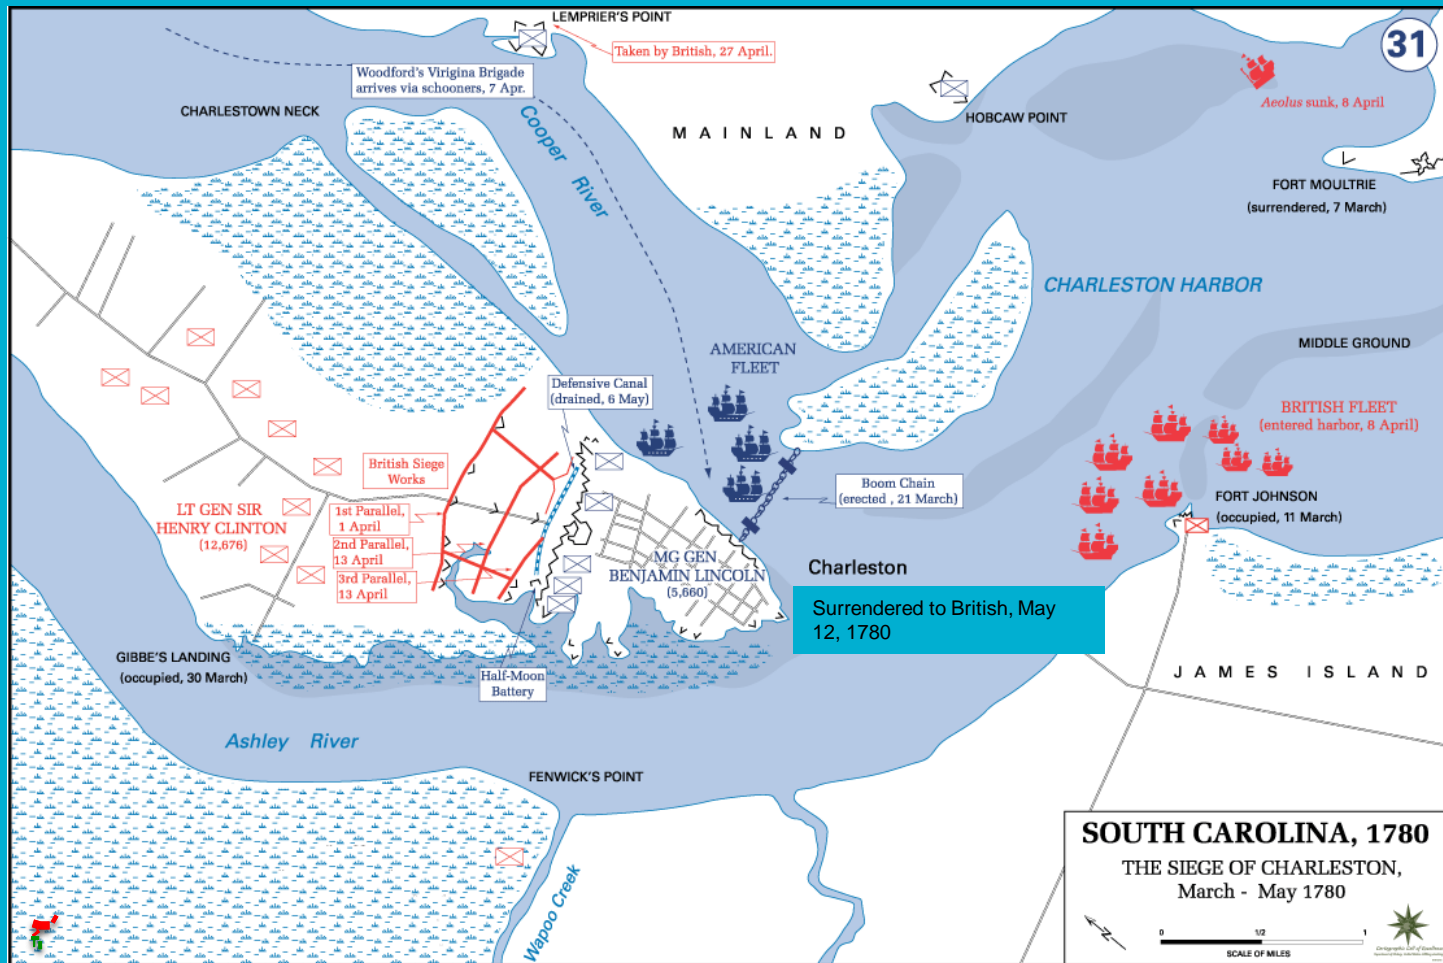 LEMPRIER'S POINT
Taken by British, 27 April.
31
Woodford's Virigina Brigade
arrives via schooners, 7 Apr.
Aeolus sunk, 8 April
CHARLESTOWN NECK
Cooper River
MAINLAND
HOBCAW POINT
FORT MOULTRIE
(surrendered, 7 March)
CHARLESTON HARBOR
AMERICAN
FLEET
MIDDLE GROUND
Defensive Canal
(drained, 6 May)
BRITISH FLEET
(entered harbor, 8 April)
British Siege
Works
Boom Chain
(erected , 21 March)
LT GEN SIR
HENRY CLINTON
(12,676)
1st Parallel,
1 April
2nd Parallel,
13 April
3rd Parallel,
13 April
FORT JOHNSON
(occupied, 11 March)
MG GEN
BENJAMIN LINCOLN
(5,660)
Charleston
Surrendered to British, May
12, 1780
GIBBE'S LANDING
(occupied, 30 March)
Half-Moon
Battery
JAMES ISLAND
Ashley River
FENWICK'S POINT
Wapoo Creek
SOUTH CAROLINA, 1780
THE SIEGE OF CHARLESTON,
March - May 1780
N
0 1/2 1
SCALE OF MILES